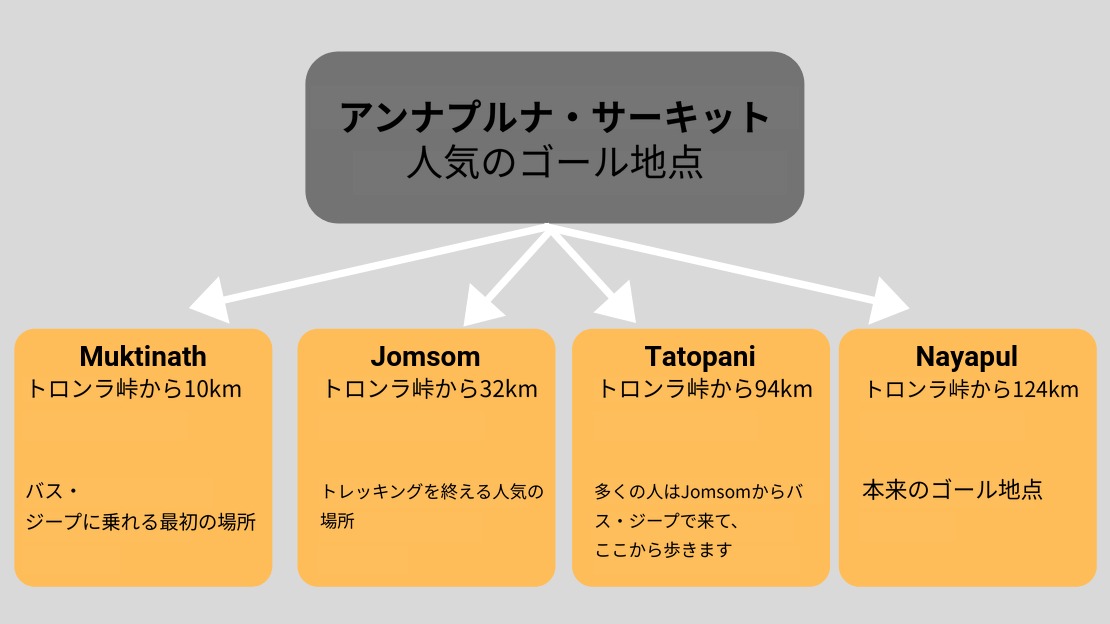 アンナプルナ・サーキット
人気のゴール地点
Muktinath
トロンラ峠から10km
バス・
ジープに乗れる最初の場所
Jomsom
トロンラ峠から32km
トレッキングを終える人気の
場所
Tatopani
トロンラ峠から94km
多くの人はJomsomからバ
ス・ジープで来て、
ここから歩きます
Nayapul
トロンラ峠から124km
本来のゴール地点